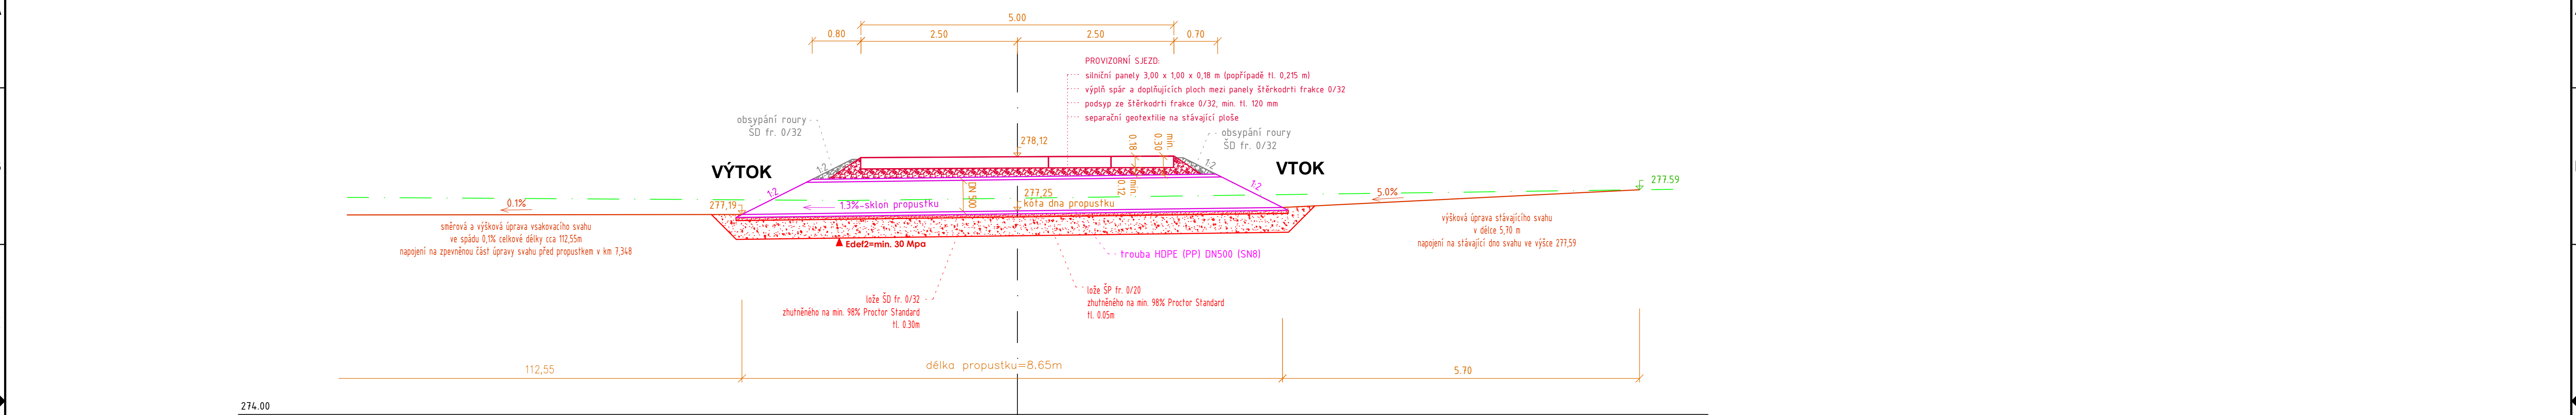 5.00
0.80
2.50
2.50
0.70
PROVIZORNÍ SJEZD:
silniční panely 3,00 x 1,00 x 0,18 m (popřípadě tl. 0,215 m)
výplň spár a doplňujících ploch mezi panely štěrkodrtí frakce 0/32
podsyp ze štěrkodrti frakce 0/32, min. tl. 120 mm
separační geotextilie na stávající ploše
obsypání roury
ŠD fr. 0/32
obsypání roury
ŠD fr. 0/32
278,12
0.18
min.
0.30
VÝTOK
VTOK
1:2
1:2
1:2
1:2
min.
0.12
DN 500
277,25
kóta dna propustku
277,19
1.3%-sklon propustku
0.1%
5.0%
277.59
směrová a výšková úprava vsakovacího svahu
ve spádu 0,1% celkové délky cca 112,55m
napojení na zpevněnou část úpravy svahu před propustkem v km 7,348
výšková úprava stávajícího svahu
v délce 5,70 m
napojení na stávající dno svahu ve výšce 277,59
Edef2=min. 30 Mpa
trouba HDPE (PP) DN500 (SN8)
lože ŠD fr. 0/32
zhutněného na min. 98% Proctor Standard
tl. 0.30m
lože ŠP fr. 0/20
zhutněného na min. 98% Proctor Standard
tl. 0.05m
112,55
délka propustku=8.65m
5.70
274.00